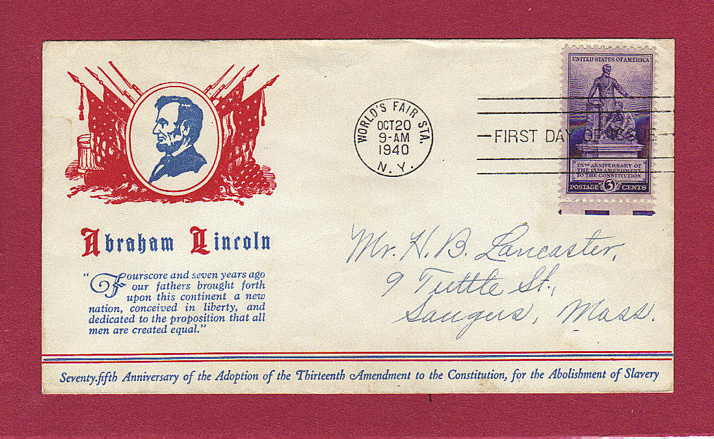 WORLD'S FAIR STA.
OCT 20
9-AM
1940
N.Y.
FIRST DAY OF ISSUE
UNITED STATES OF AMERICA
75TH ANNIVERSARY OF
THE 13TH AMENDMENT
TO THE CONSTITUTION
POSTAGE 3 CENTS
Abraham Lincoln
"Fourscore and seven years ago
our fathers brought forth
upon this continent a new
nation, conceived in liberty, and
dedicated to the proposition that all
men are created equal."
Mr. H. B. Lancaster,
9 Tuttle St.,
Saugus, Mass.
Seventy-fifth Anniversary of the Adoption of the Thirteenth Amendment to the Constitution, for the Abolishment of Slavery